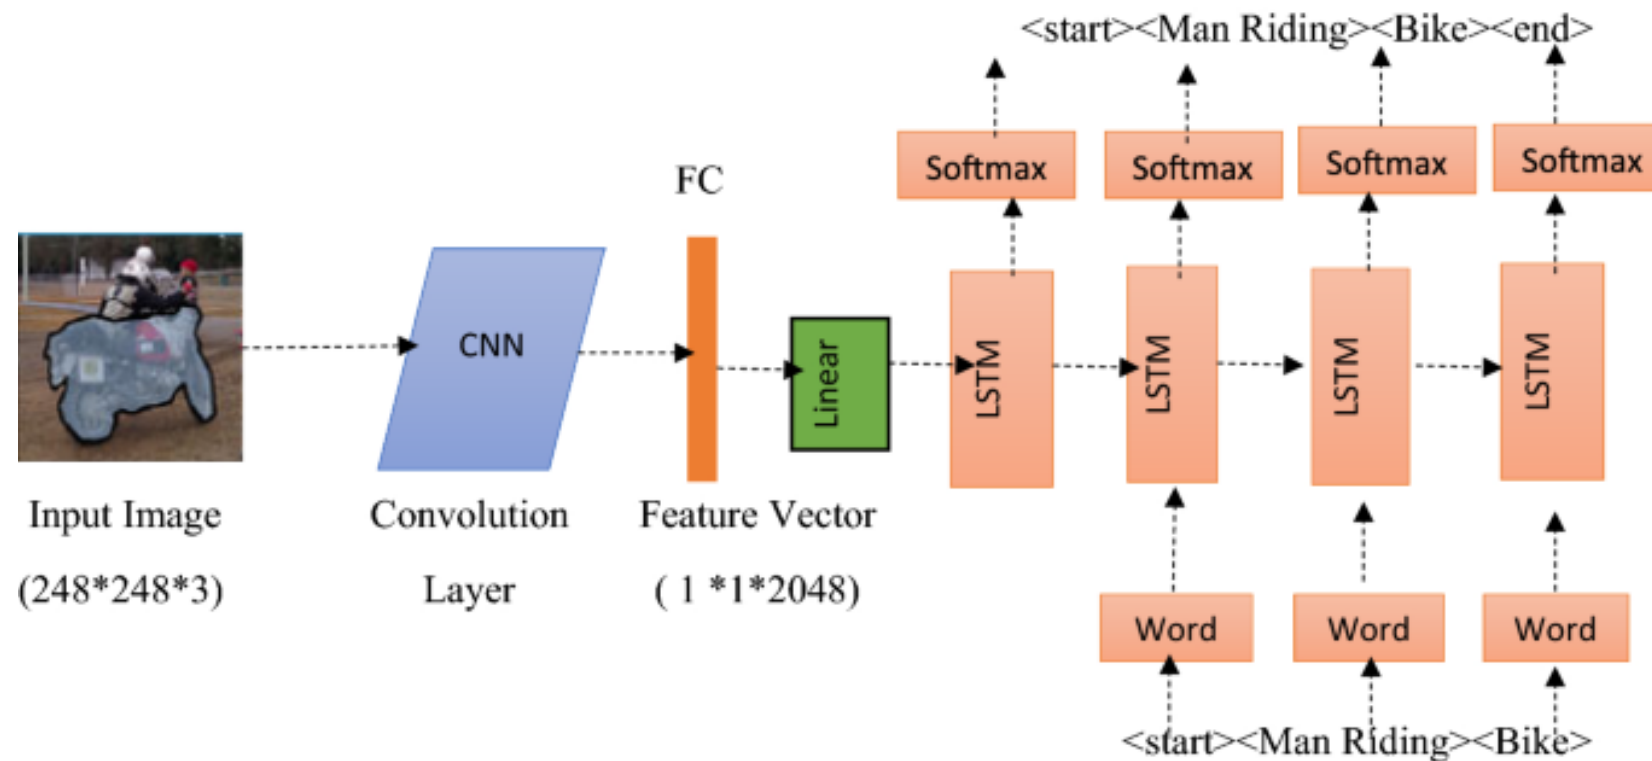 <start><Man Riding><Bike><end>
Softmax Softmax Softmax Softmax
FC
CNN
Linear
LSTM LSTM LSTM LSTM
Input Image
(248*248*3)
Convolution
Layer
Feature Vector
( 1 *1*2048)
Word Word Word
<start><Man Riding><Bike>